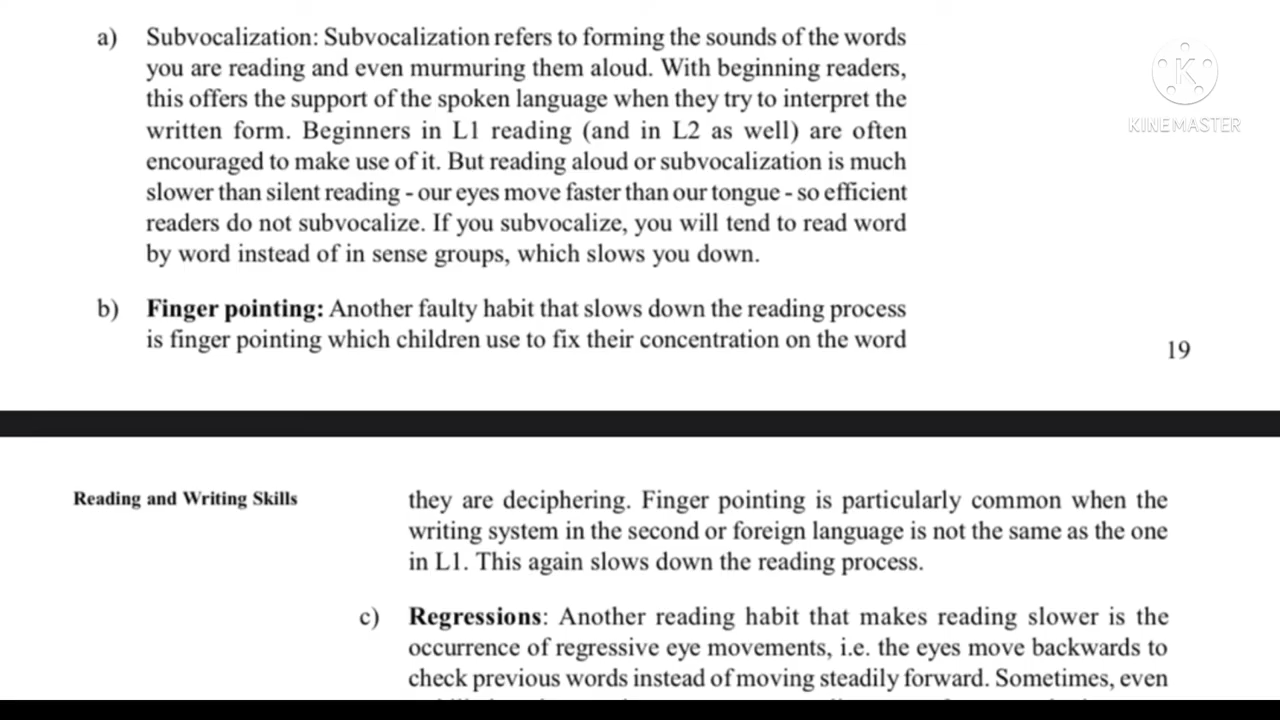 a) Subvocalization: Subvocalization refers to forming the sounds of the words
you are reading and even murmuring them aloud. With beginning readers,
this offers the support of the spoken language when they try to interpret the
written form. Beginners in L1 reading (and in L2 as well) are often
encouraged to make use of it. But reading aloud or subvocalization is much
slower than silent reading - our eyes move faster than our tongue - so efficient
readers do not subvocalize. If you subvocalize, you will tend to read word
by word instead of in sense groups, which slows you down.
b) Finger pointing: Another faulty habit that slows down the reading process
is finger pointing which children use to fix their concentration on the word
19
K
KINEMASTER
Reading and Writing Skills
they are deciphering. Finger pointing is particularly common when the
writing system in the second or foreign language is not the same as the one
in L1. This again slows down the reading process.
c) Regressions: Another reading habit that makes reading slower is the
occurrence of regressive eye movements, i.e. the eyes move backwards to
check previous words instead of moving steadily forward. Sometimes, even